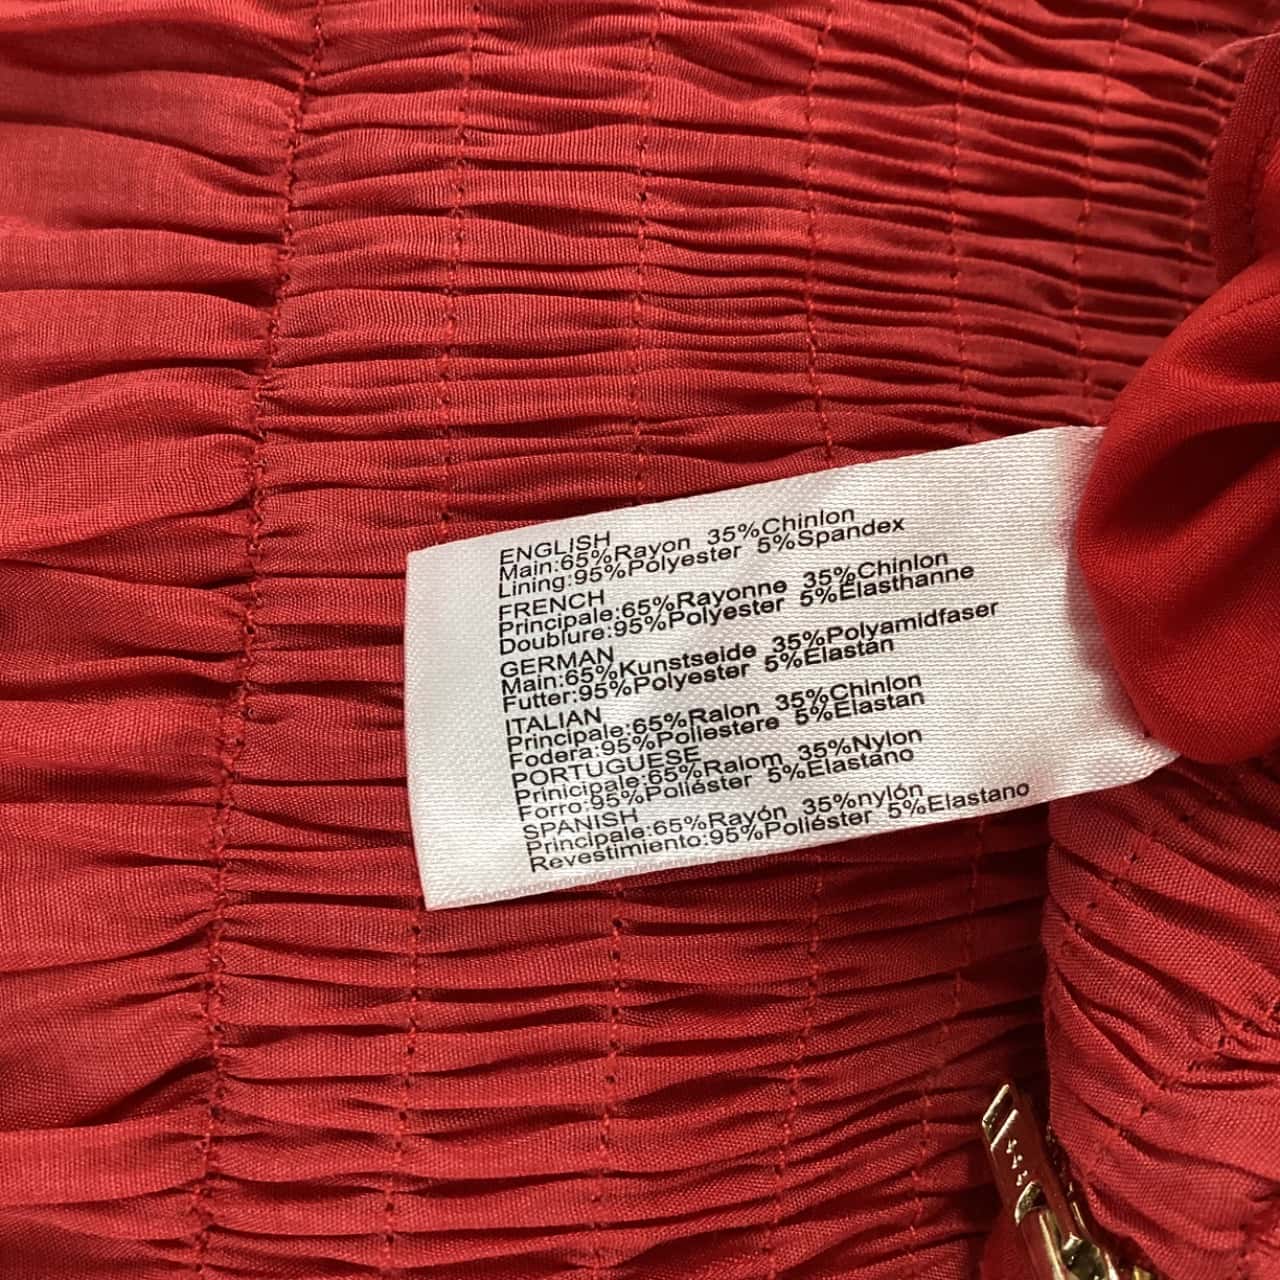 ENGLISH
Main:65%Rayon 35%Chinlon
Lining:95%Polyester 5%Spandex
FRENCH
Principale:65%Rayonne 35%Chinlon
Doublure:95%Polyester 5%Elasthanne
GERMAN
Main:65%Kunstseide 35%Polyamidfaser
Futter:95%Polyester 5%Elastán
ITALIAN
Principale:65%Raion 35%Chinlon
Fodera:95%Poliestere 5%Elastan
PORTUGUESE
Prinicipale:65%Ralom 35%Nylon
Forro:95%Poliéster 5%Elastano
SPANISH
Principale:65%Rayón 35%nylón
Revestimiento:95%Poliéster 5%Elastano